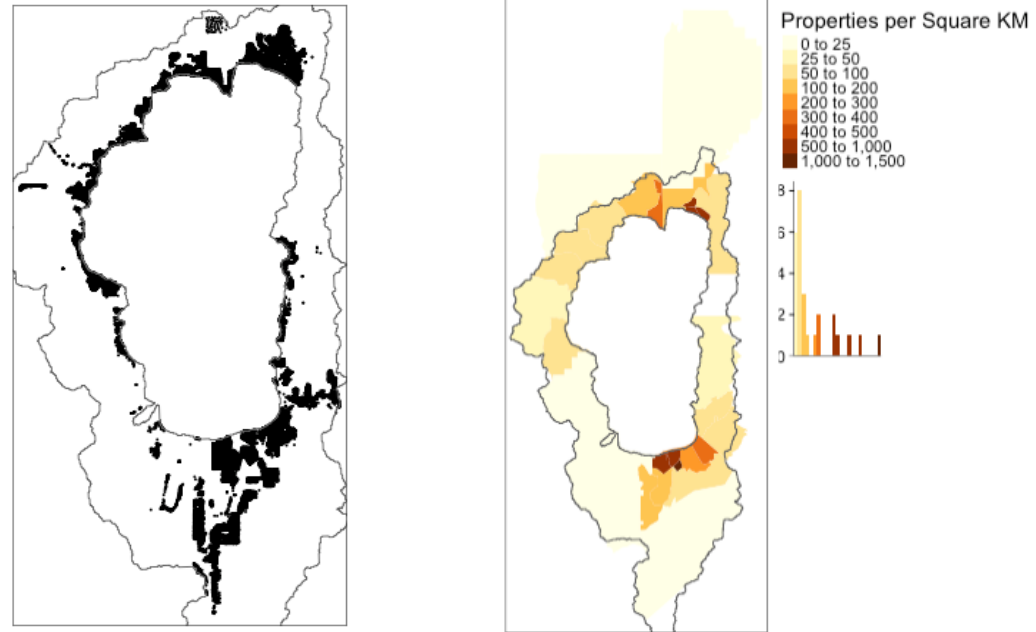 Properties per Square KM
0 to 25
25 to 50
50 to 100
100 to 200
200 to 300
300 to 400
400 to 500
500 to 1,000
1,000 to 1,500
8
6
4
2
0